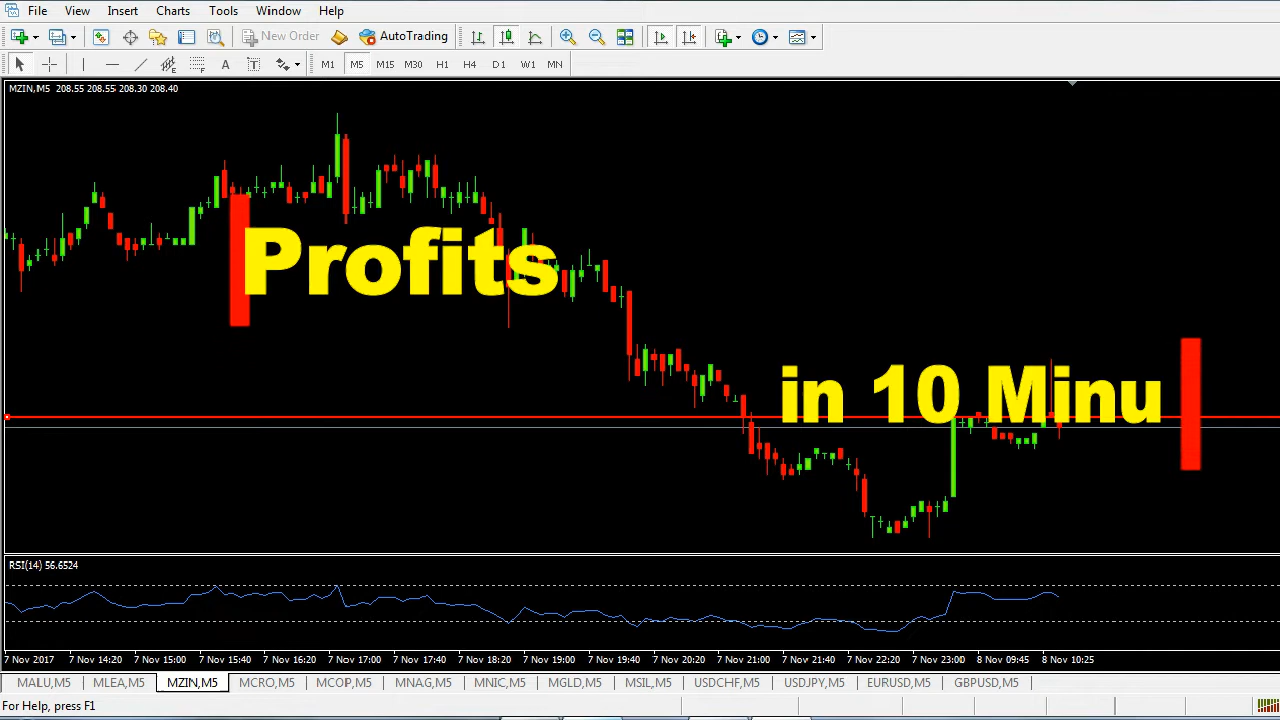 File View Insert Charts Tools Window Help
New Order AutoTrading
A T M1 M5 M15 M30 H1 H4 D1 W1 MN
MZIN,M5 208.55 208.55 208.30 208.40
Profits
in 10 Minu
RSI(14) 56.6524
7 Nov 2017 7 Nov 14:20 7 Nov 15:00 7 Nov 15:40 7 Nov 16:20 7 Nov 17:00 7 Nov 17:40 7 Nov 18:20 7 Nov 19:00 7 Nov 19:40 7 Nov 20:20 7 Nov 21:00 7 Nov 21:40 7 Nov 22:20 7 Nov 23:00 8 Nov 09:45 8 Nov 10:25
MALU,M5 MLEA,M5 MZIN,M5 MCRO,M5 MCOP,M5 MNAG,M5 MNIC,M5 MGLD,M5 MSIL,M5 USDCHF,M5 USDJPY,M5 EURUSD,M5 GBPUSD,M5
For Help, press F1